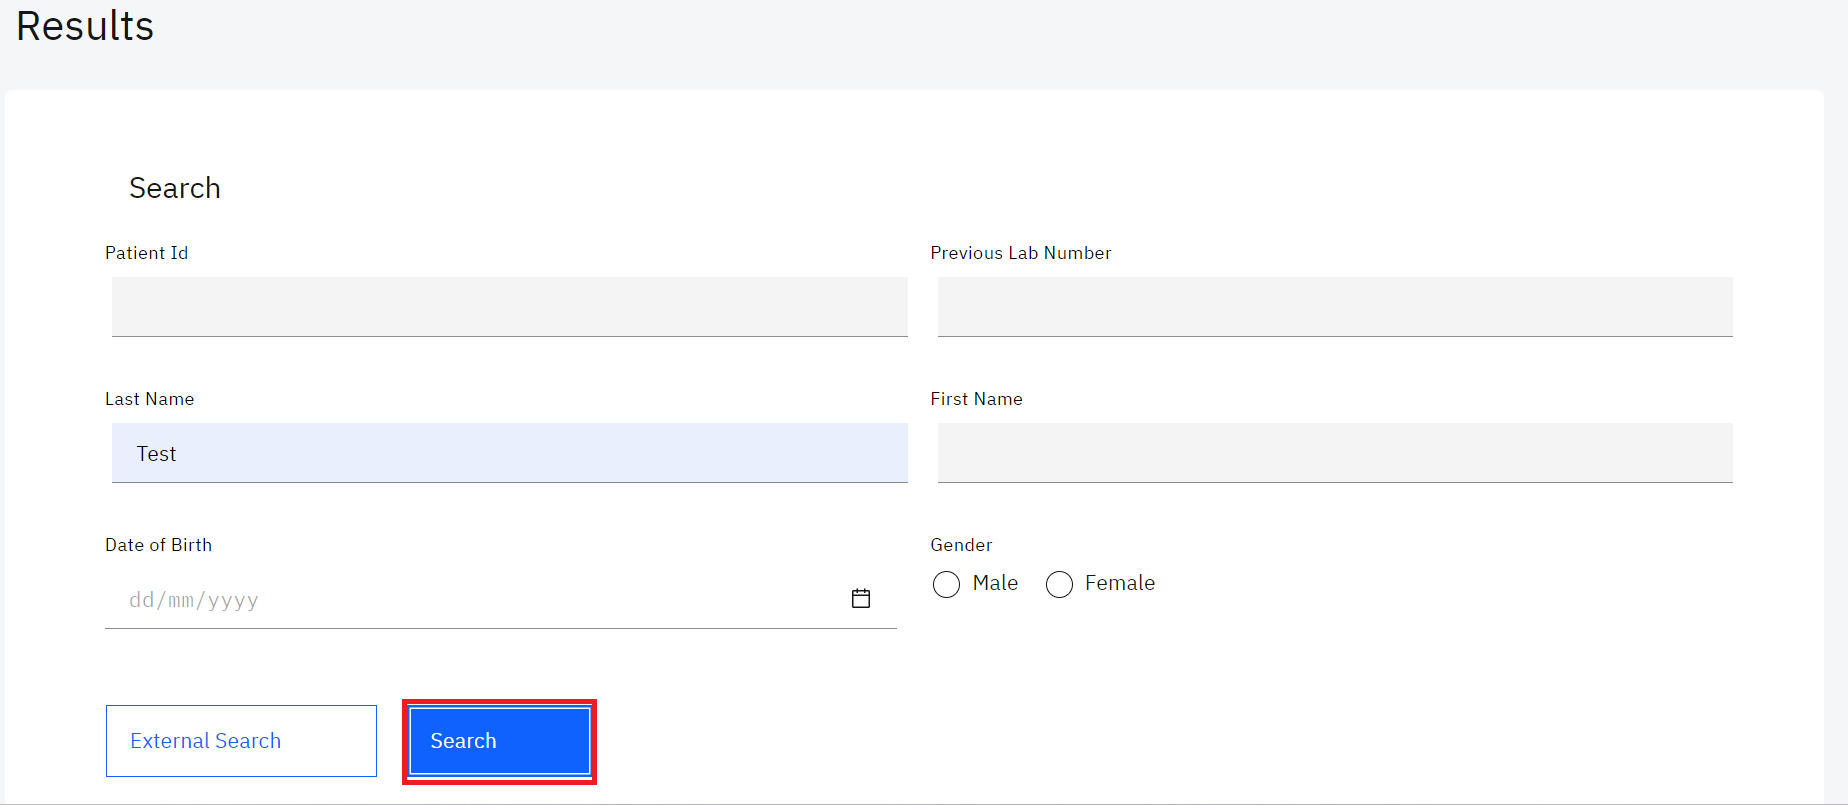 Results
Search
Patient Id
Previous Lab Number
Last Name
First Name
Test
Date of Birth
Gender
dd/mm/yyyy
Male
Female
External Search
Search